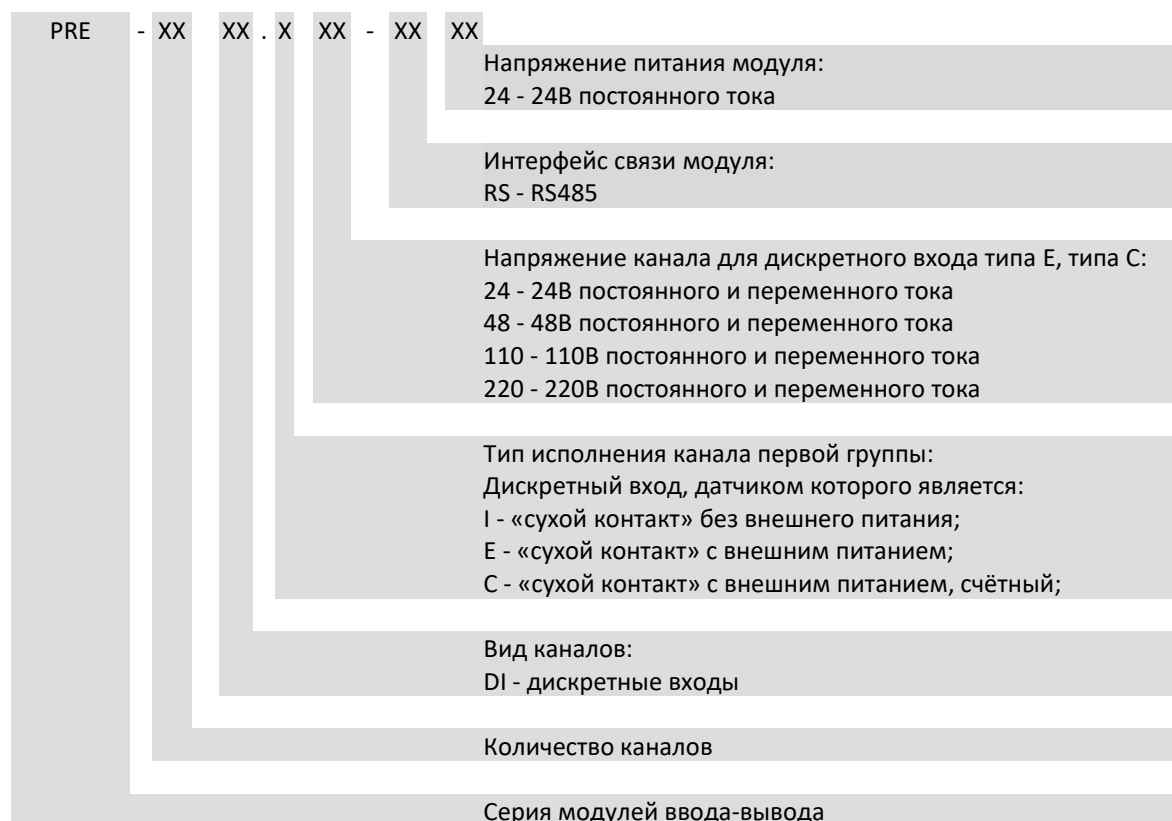 PRE - XX XX . X XX - XX XX
Напряжение питания модуля:
24 - 24В постоянного тока
Интерфейс связи модуля:
RS - RS485
Напряжение канала для дискретного входа типа Е, типа С:
24 - 24В постоянного и переменного тока
48 - 48В постоянного и переменного тока
110 - 110В постоянного и переменного тока
220 - 220В постоянного и переменного тока
Тип исполнения канала первой группы:
Дискретный вход, датчиком которого является:
I - «сухой контакт» без внешнего питания;
E - «сухой контакт» с внешним питанием;
C - «сухой контакт» с внешним питанием, счётный;
Вид каналов:
DI - дискретные входы
Количество каналов
Серия модулей ввода-вывода